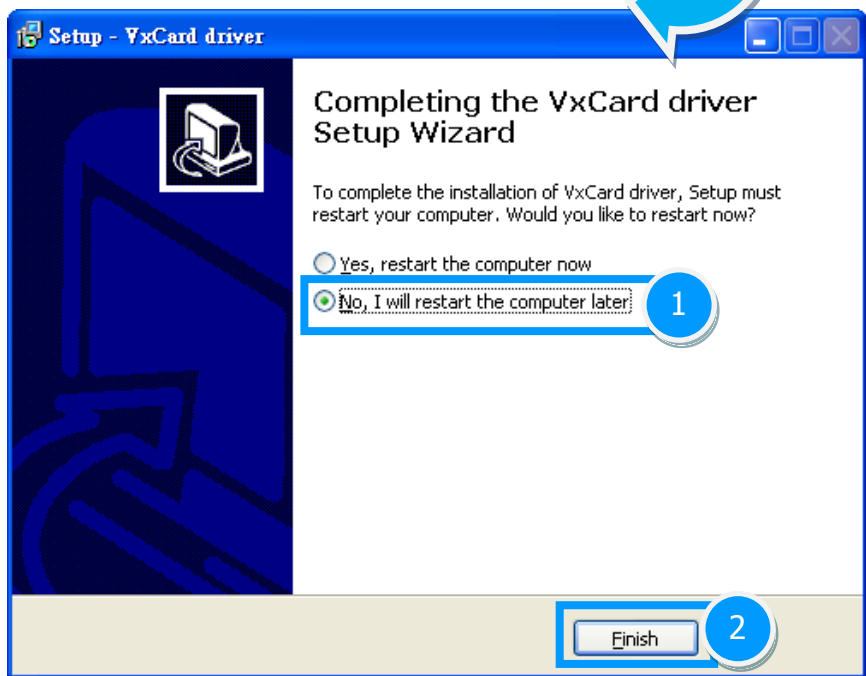 Setup - VxCard driver
Completing the VxCard driver
Setup Wizard
To complete the installation of VxCard driver, Setup must
restart your computer. Would you like to restart now?
Yes, restart the computer now
No, I will restart the computer later
1
Finish
2